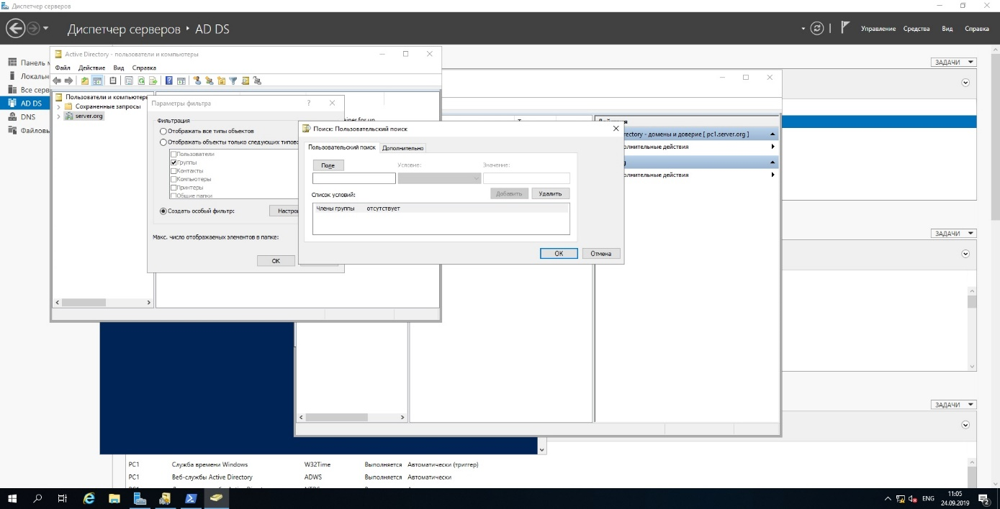 Диспетчер серверов
Диспетчер серверов ‣ AD DS
Управление Средства Вид Справка
Панель
Локальн
Все серв
AD DS
DNS
Файловы
Active Directory - пользователи и компьютеры
Файл Действие Вид Справка
Пользователи и компьютеры
Сохраненные запросы
server.org
Параметры фильтра
?
Фильтрация
Отображать все типы объектов
Отображать объекты только следующих типов:
Пользователи
Группы
Контакты
Компьютеры
Принтеры
Общие папки
Создать особый фильтр:
Настро
Макс. число отображаемых элементов в папке:
ОК
Поиск: Пользовательский поиск
Пользовательский поиск Дополнительно
Поле Условие: Значение:
Список условий: Добавить Удалить
Члены группы отсутствует
ОК Отмена
rectory - домены и доверие [ pc1.server.org ]
олнительные действия
олнительные действия
ЗАДАЧИ
ЗАДАЧИ
ЗАДАЧИ
PC1 Служба времени Windows W32Time Выполняется Автоматически (триггер)
PC1 Веб-службы Active Directory ADWS Выполняется Автоматически
ENG
11:05
24.09.2019
2